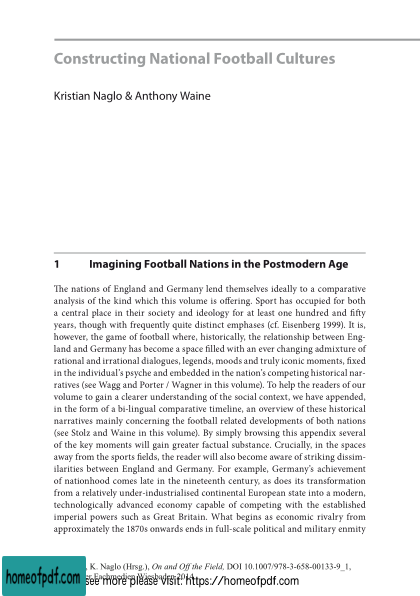 Constructing National Football Cultures
Kristian Naglo & Anthony Waine
1 Imagining Football Nations in the Postmodern Age
The nations of England and Germany lend themselves ideally to a comparative
analysis of the kind which this volume is offering. Sport has occupied for both
a central place in their society and ideology for at least one hundred and fifty
years, though with frequently quite distinct emphases (cf. Eisenberg 1999). It is,
however, the game of football where, historically, the relationship between Eng-
land and Germany has become a space filled with an ever changing admixture of
rational and irrational dialogues, legends, moods and truly iconic moments, fixed
in the individual's psyche and embedded in the nation's competing historical nar-
ratives (see Wagg and Porter / Wagner in this volume). To help the readers of our
volume to gain a clearer understanding of the social context, we have appended,
in the form of a bi-lingual comparative timeline, an overview of these historical
narratives mainly concerning the football related developments of both nations
(see Stolz and Waine in this volume). By simply browsing this appendix several
of the key moments will gain greater factual substance. Crucially, in the spaces
away from the sports fields, the reader will also become aware of striking dissim-
ilarities between England and Germany. For example, Germany's achievement
of nationhood comes late in the nineteenth century, as does its transformation
from a relatively under-industrialised continental European state into a modern,
technologically advanced economy capable of competing with the established
imperial powers such as Great Britain. What begins as economic rivalry from
approximately the 1870s onwards ends in full-scale political and military enmity
, K. Naglo (Hrsg.), On and Off the Field, DOI 10.1007/978-3-658-00133-9_1,
Fachmedien Wiesbaden 2014
homeofpdf.com
see more please visit: https://homeofpdf.com